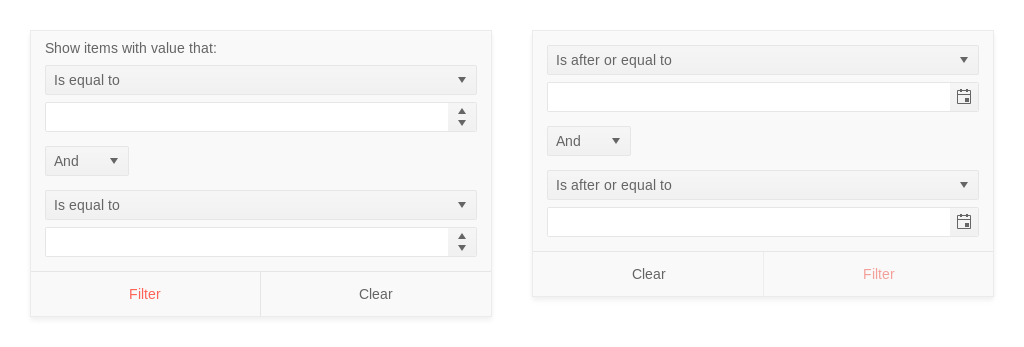 Show items with value that:
Is equal to
And
Is equal to
Filter
Clear
Is after or equal to
And
Is after or equal to
Clear
Filter